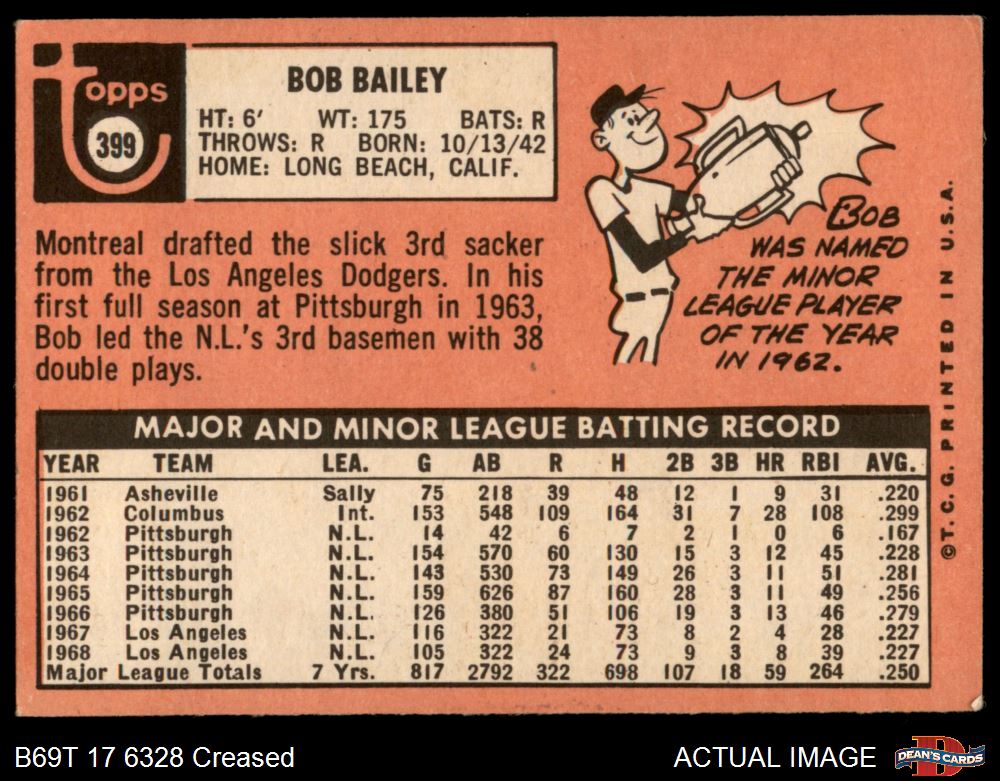 Topps
399
BOB BAILEY
HT: 6' WT: 175 BATS: R
THROWS: R BORN: 10/13/42
HOME: LONG BEACH, CALIF.
Montreal drafted the slick 3rd sacker
from the Los Angeles Dodgers. In his
first full season at Pittsburgh in 1963,
Bob led the N.L.'s 3rd basemen with 38
double plays.
BOB
WAS NAMED
THE MINOR
LEAGUE PLAYER
OF THE YEAR
IN 1962.
©T.C.G. PRINTED IN U.S.A.
MAJOR AND MINOR LEAGUE BATTING RECORD
YEAR TEAM LEA. G AB R H 2B 3B HR RBI AVG.
1961 Asheville Sally 75 218 39 48 12 1 9 31 .220
1962 Columbus Int. 153 548 109 164 31 7 28 108 .299
1962 Pittsburgh N.L. 14 42 6 7 2 1 0 6 .167
1963 Pittsburgh N.L. 154 570 60 130 15 3 12 45 .228
1964 Pittsburgh N.L. 143 530 73 149 26 3 11 51 .281
1965 Pittsburgh N.L. 159 626 87 160 28 3 11 49 .256
1966 Pittsburgh N.L. 126 380 51 106 19 3 13 46 .279
1967 Los Angeles N.L. 116 322 21 73 8 2 4 28 .227
1968 Los Angeles N.L. 105 322 24 73 9 3 8 39 .227
Major League Totals 7 Yrs. 817 2792 322 698 107 18 59 264 .250
B69T 17 6328 Creased
ACTUAL IMAGE
D
DEAN'S CARDS